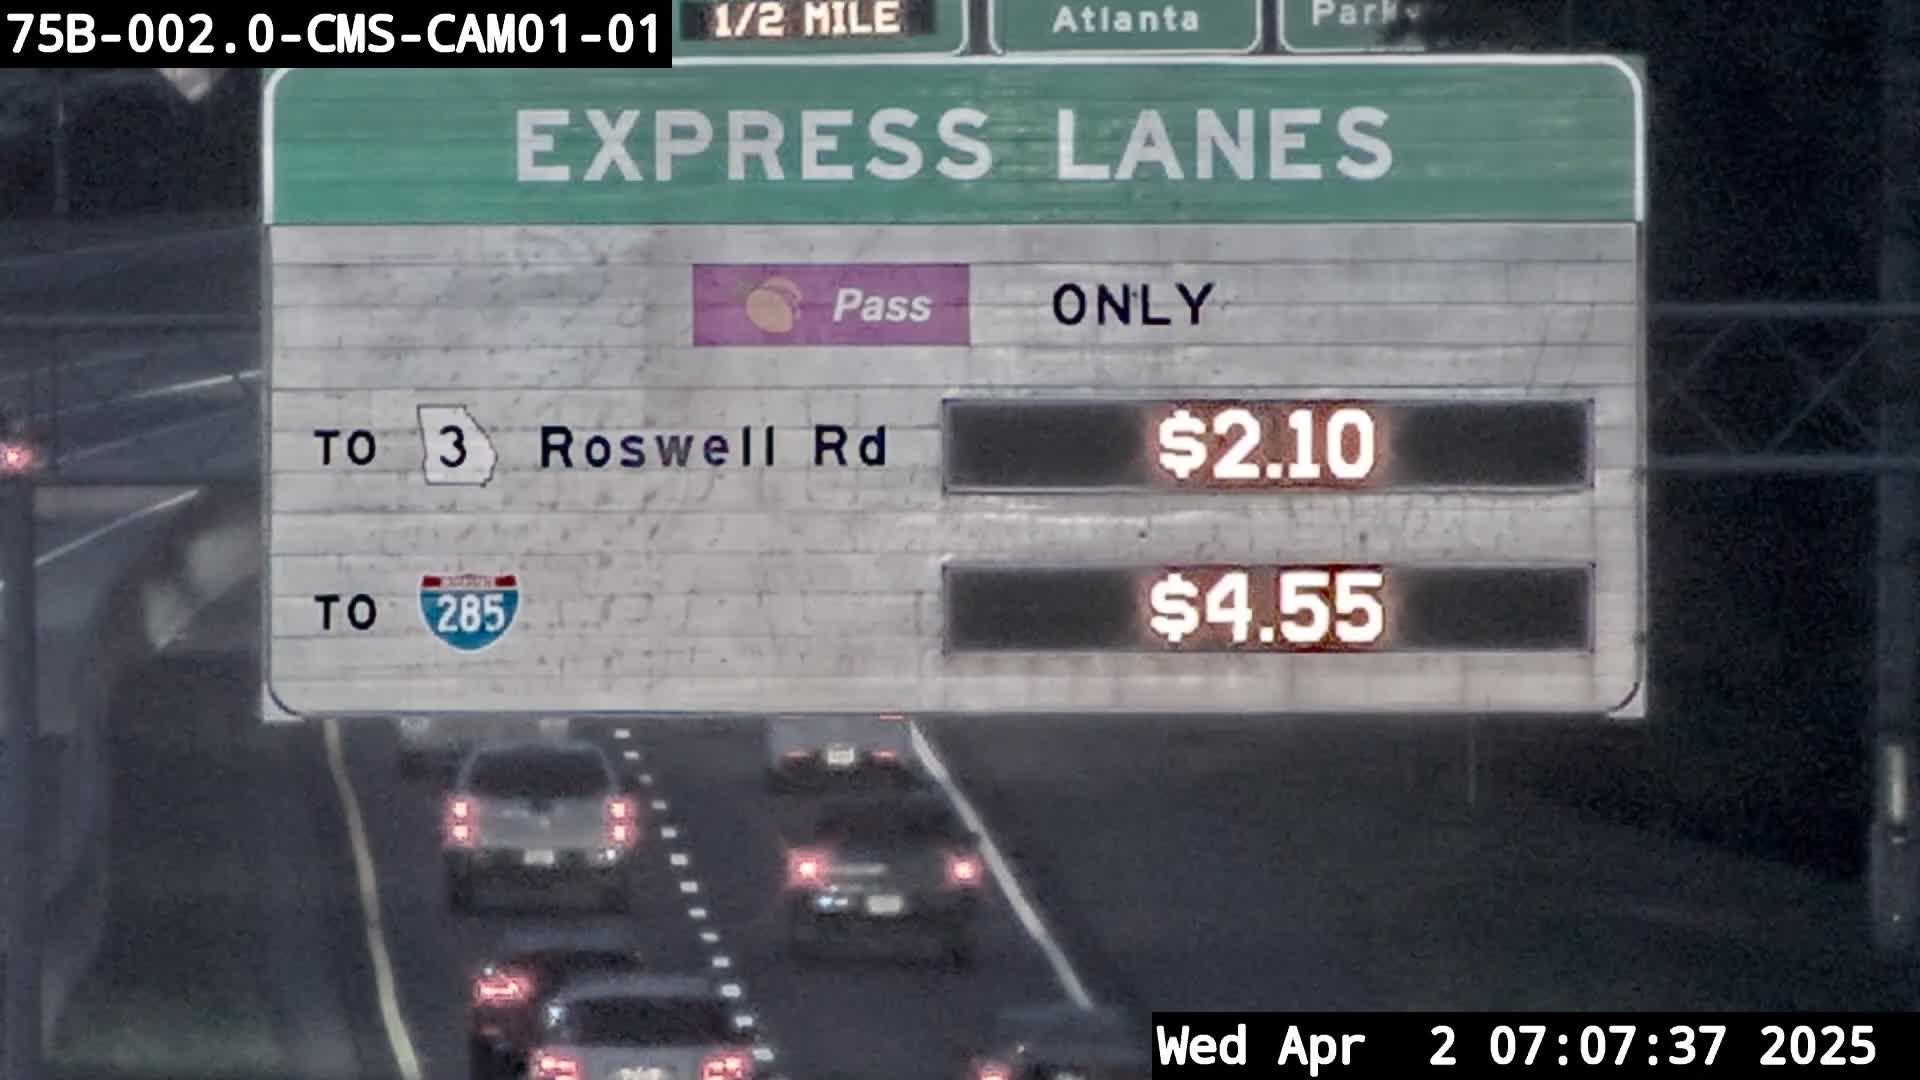 75B-002.0-CMS-CAM01-01
1/2 MILE
Atlanta
EXPRESS LANES
Pass ONLY
TO 3 Roswell Rd $2.10
TO 285 $4.55
Wed Apr 2 07:07:37 2025